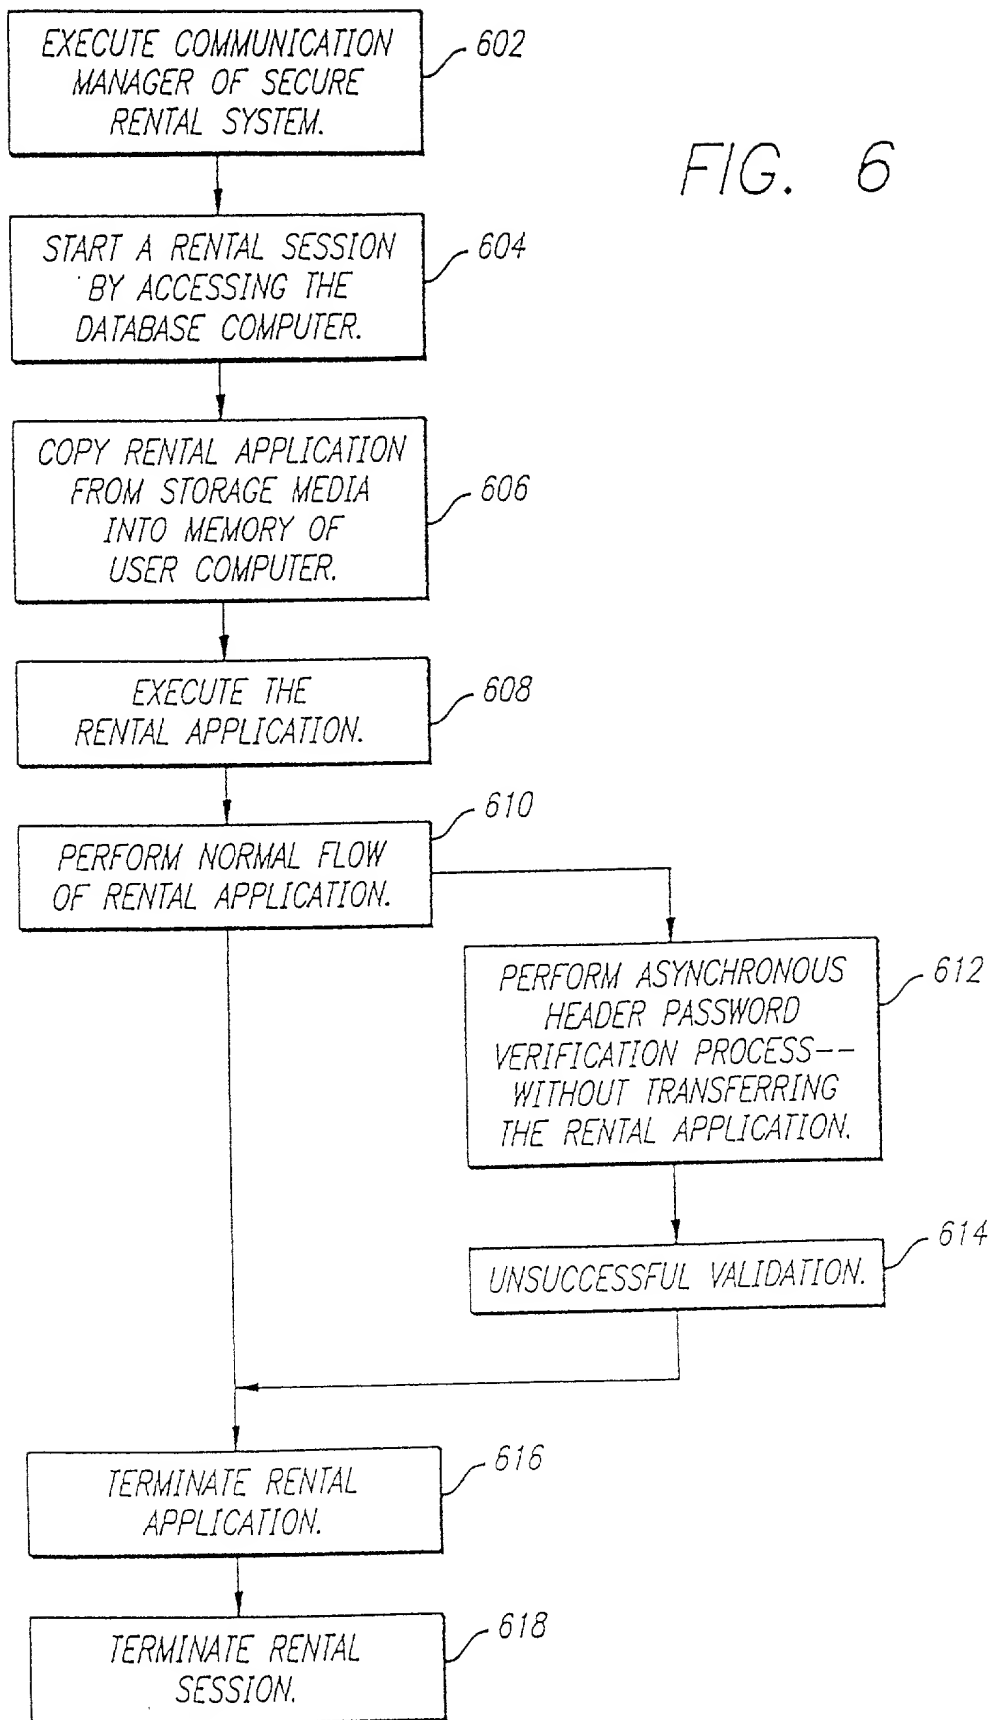 EXECUTE COMMUNICATION
MANAGER OF SECURE
RENTAL SYSTEM.
602
FIG. 6
START A RENTAL SESSION
BY ACCESSING THE
DATABASE COMPUTER.
604
COPY RENTAL APPLICATION
FROM STORAGE MEDIA
INTO MEMORY OF
USER COMPUTER.
606
EXECUTE THE
RENTAL APPLICATION.
608
PERFORM NORMAL FLOW
OF RENTAL APPLICATION.
610
PERFORM ASYNCHRONOUS
HEADER PASSWORD
VERIFICATION PROCESS--
WITHOUT TRANSFERRING
THE RENTAL APPLICATION.
612
UNSUCCESSFUL VALIDATION.
614
TERMINATE RENTAL
APPLICATION.
616
TERMINATE RENTAL
SESSION.
618